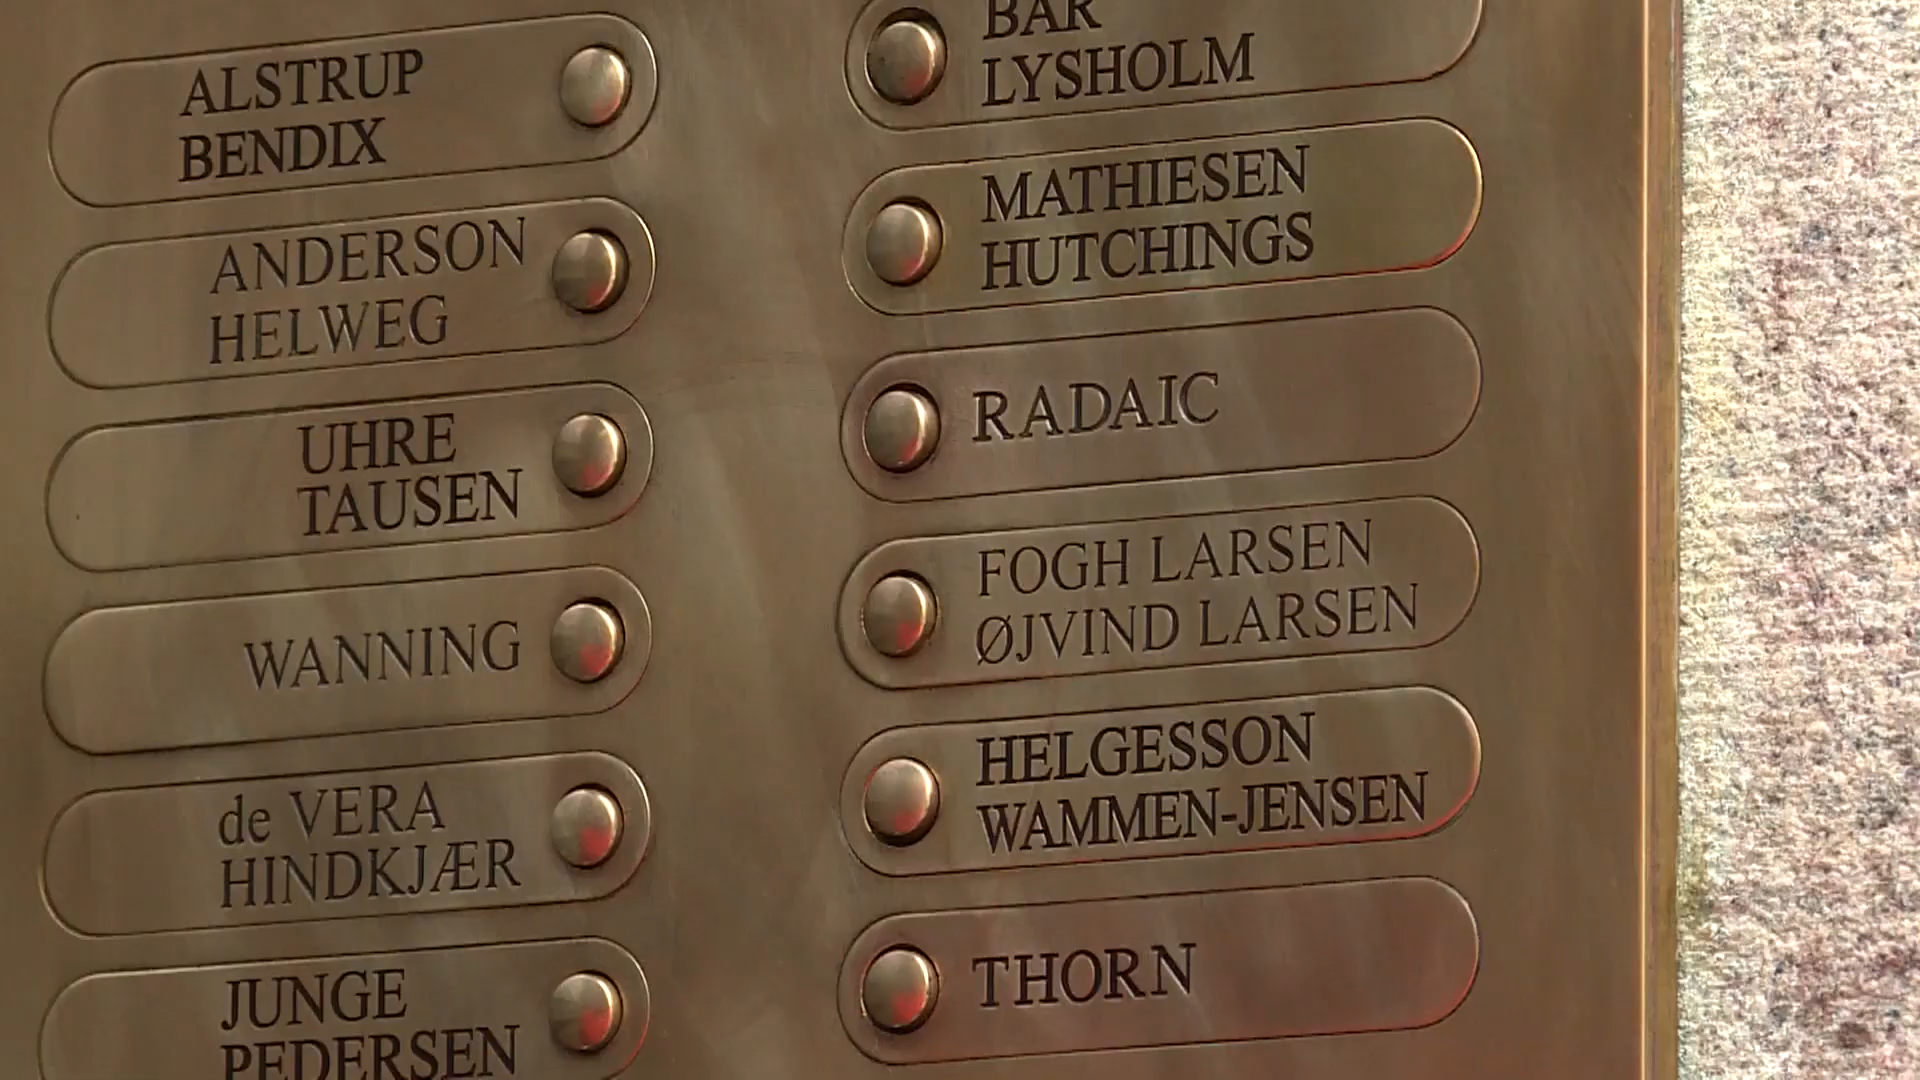 ALSTRUP
BENDIX
ANDERSON
HELWEG
UHRE
TAUSEN
WANNING
de VERA
HINDKJÆR
JUNGE
PEDERSEN
BAR
LYSHOLM
MATHIESEN
HUTCHINGS
RADAIC
FOGH LARSEN
ØJVIND LARSEN
HELGESSON
WAMMEN-JENSEN
THORN